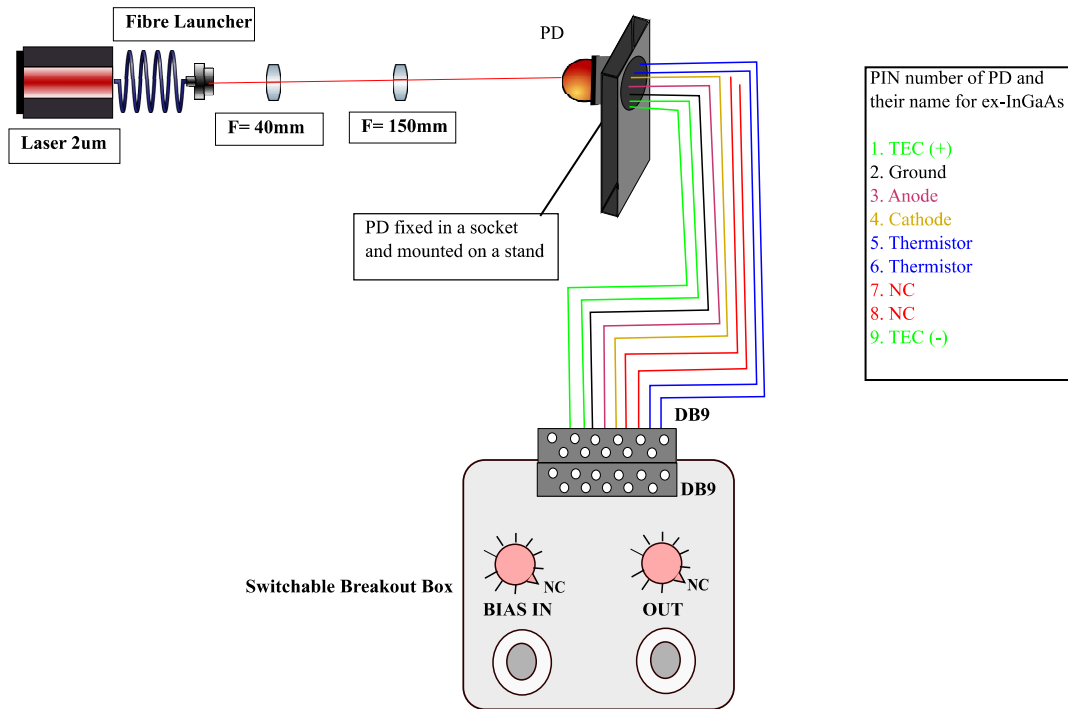 Fibre Launcher
PD
Laser 2um
F= 40mm
F= 150mm
PD fixed in a socket
and mounted on a stand
PIN number of PD and
their name for ex-InGaAs
1. TEC (+)
2. Ground
3. Anode
4. Cathode
5. Thermistor
6. Thermistor
7. NC
8. NC
9. TEC (-)
DB9
DB9
Switchable Breakout Box
NC
NC
BIAS IN
OUT